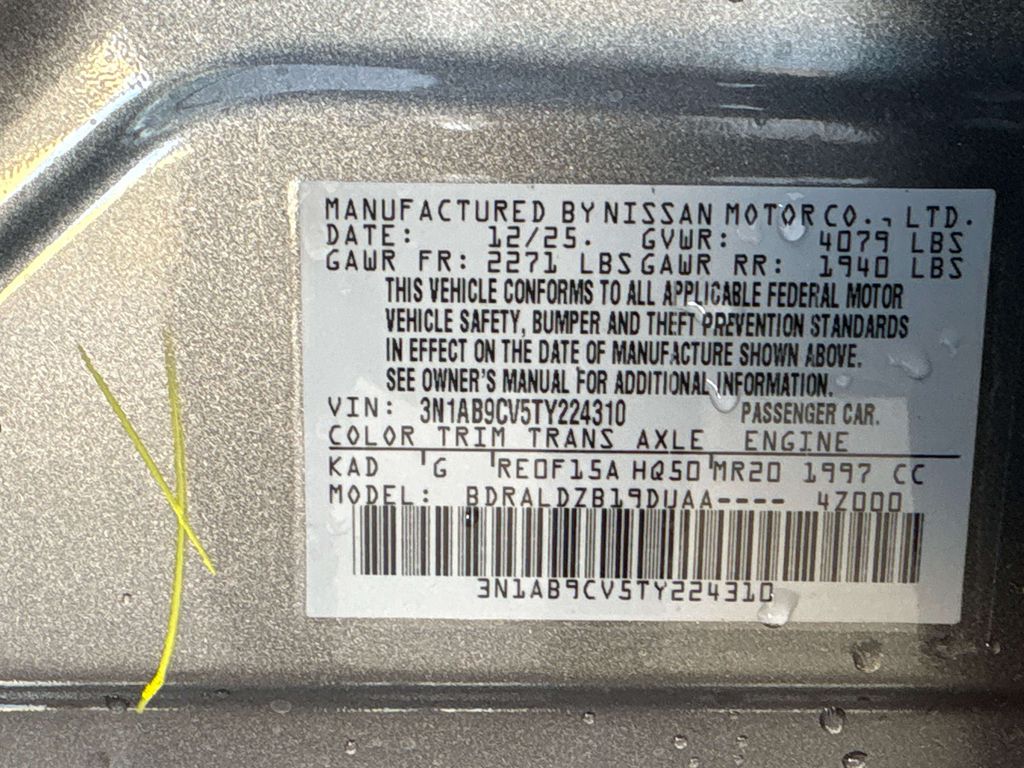 MANUFACTURED BY NISSAN MOTOR CO., LTD.
DATE: 12/25. GVWR: 4079 LBS
GAWR FR: 2271 LBS GAWR RR: 1940 LBS
THIS VEHICLE CONFORMS TO ALL APPLICABLE FEDERAL MOTOR
VEHICLE SAFETY, BUMPER AND THEFT PREVENTION STANDARDS
IN EFFECT ON THE DATE OF MANUFACTURE SHOWN ABOVE.
SEE OWNER'S MANUAL FOR ADDITIONAL INFORMATION.
VIN: 3N1AB9CV5TY224310 PASSENGER CAR.
COLOR TRIM TRANS AXLE ENGINE
KAD G RE0F15A HQ50 MR20 1997 CC
MODEL: BDRALDZB19DUAA---- 4Z000
3N1AB9CV5TY224310